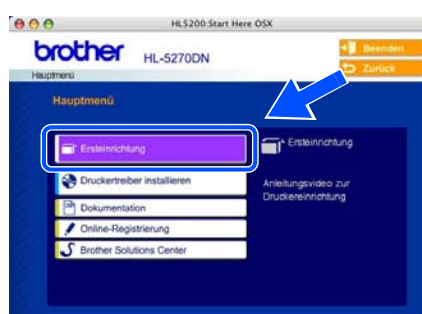 HL5200:Start Here OSX
brother HL-5270DN
Beenden
Zurück
Hauptmenü
Hauptmenü
Ersteinrichtung
Druckertreiber installieren
Dokumentation
Online-Registrierung
Brother Solutions Center
Ersteinrichtung
Anleitungsvideo zur
Druckereinrichtung